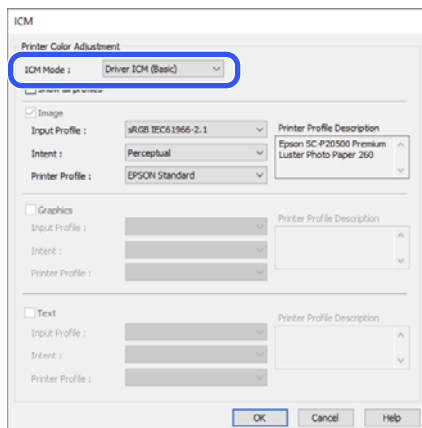 ICM
Printer Color Adjustment
ICM Mode : Driver ICM (Basic)
Show all profiles
Image
Input Profile : sRGB IEC61966-2.1
Printer Profile Description
Intent : Perceptual
Epson SC-P20500 Premium
Luster Photo Paper 260
Printer Profile : EPSON Standard
Graphics
Input Profile :
Printer Profile Description
Intent :
Printer Profile :
Text
Input Profile :
Printer Profile Description
Intent :
Printer Profile :
OK Cancel Help